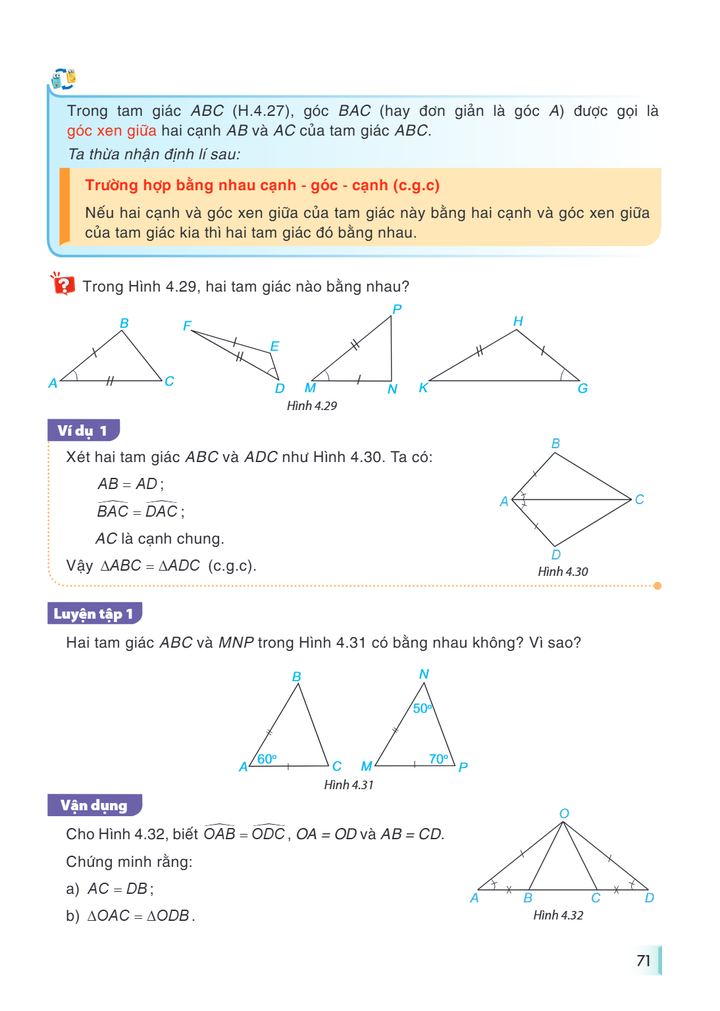 Trong tam giác ABC (H.4.27), góc BAC (hay đơn giản là góc A) được gọi là
góc xen giữa hai cạnh AB và AC của tam giác ABC.
Ta thừa nhận định lí sau:
Trường hợp bằng nhau cạnh - góc - cạnh (c.g.c)
Nếu hai cạnh và góc xen giữa của tam giác này bằng hai cạnh và góc xen giữa
của tam giác kia thì hai tam giác đó bằng nhau.
? Trong Hình 4.29, hai tam giác nào bằng nhau?
A B C
F E D
M P N
K H G
Hình 4.29
Ví dụ 1
Xét hai tam giác ABC và ADC như Hình 4.30. Ta có:
AB = AD;
\widehat{BAC} = \widehat{DAC};
AC là cạnh chung.
Vậy ΔABC = ΔADC (c.g.c).
B
A C
D
Hình 4.30
Luyện tập 1
Hai tam giác ABC và MNP trong Hình 4.31 có bằng nhau không? Vì sao?
B N
50°
A 60° C M 70° P
Hình 4.31
Vận dụng
Cho Hình 4.32, biết \widehat{OAB} = \widehat{ODC}, OA = OD và AB = CD.
Chứng minh rằng:
a) AC = DB;
b) ΔOAC = ΔODB.
O
A B C D
Hình 4.32
71